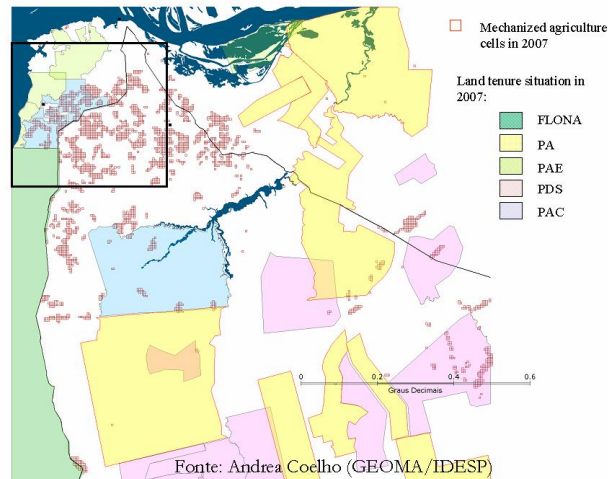 Mechanized agriculture
cells in 2007
Land tenure situation in
2007:
FLONA
PA
PAE
PDS
PAC
0 0.2 0.4 0.6
Graus Decimais
Fonte: Andrea Coelho (GEOMA/IDESP)